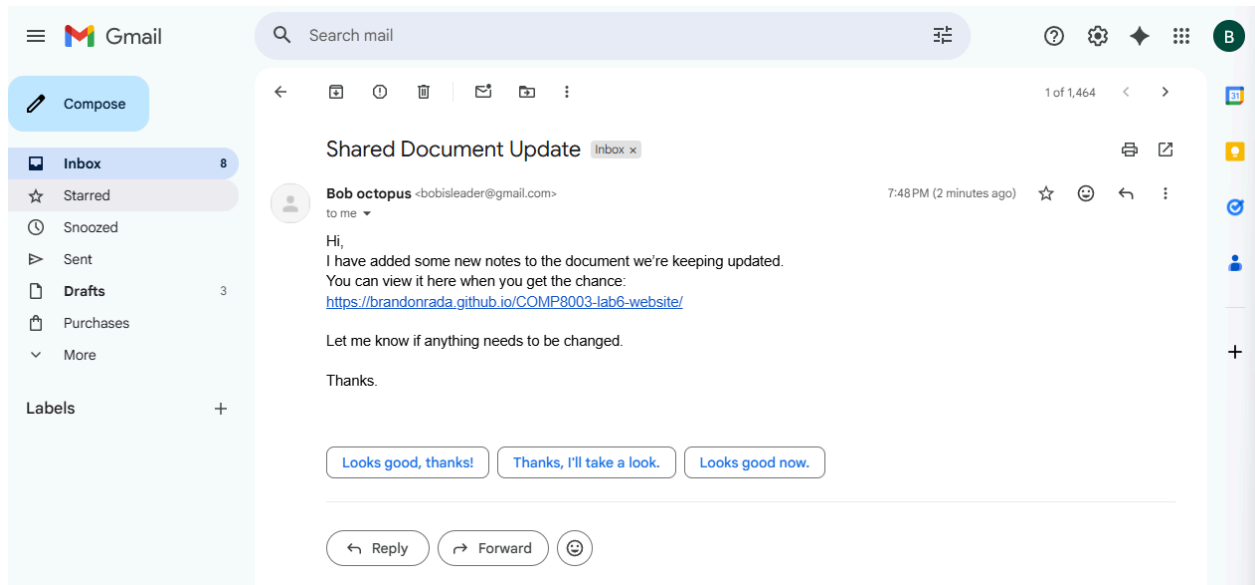 Gmail
Search mail
B
Compose
1 of 1,464
31
Shared Document Update Inbox x
Inbox 8
Bob octopus <bobisleader@gmail.com> 7:48 PM (2 minutes ago)
to me
Starred
Snoozed
Sent
Drafts 3
Purchases
More
Labels
Hi,
I have added some new notes to the document we're keeping updated.
You can view it here when you get the chance:
https://brandonrada.github.io/COMP8003-lab6-website/
Let me know if anything needs to be changed.
Thanks.
Looks good, thanks! Thanks, I'll take a look. Looks good now.
Reply Forward